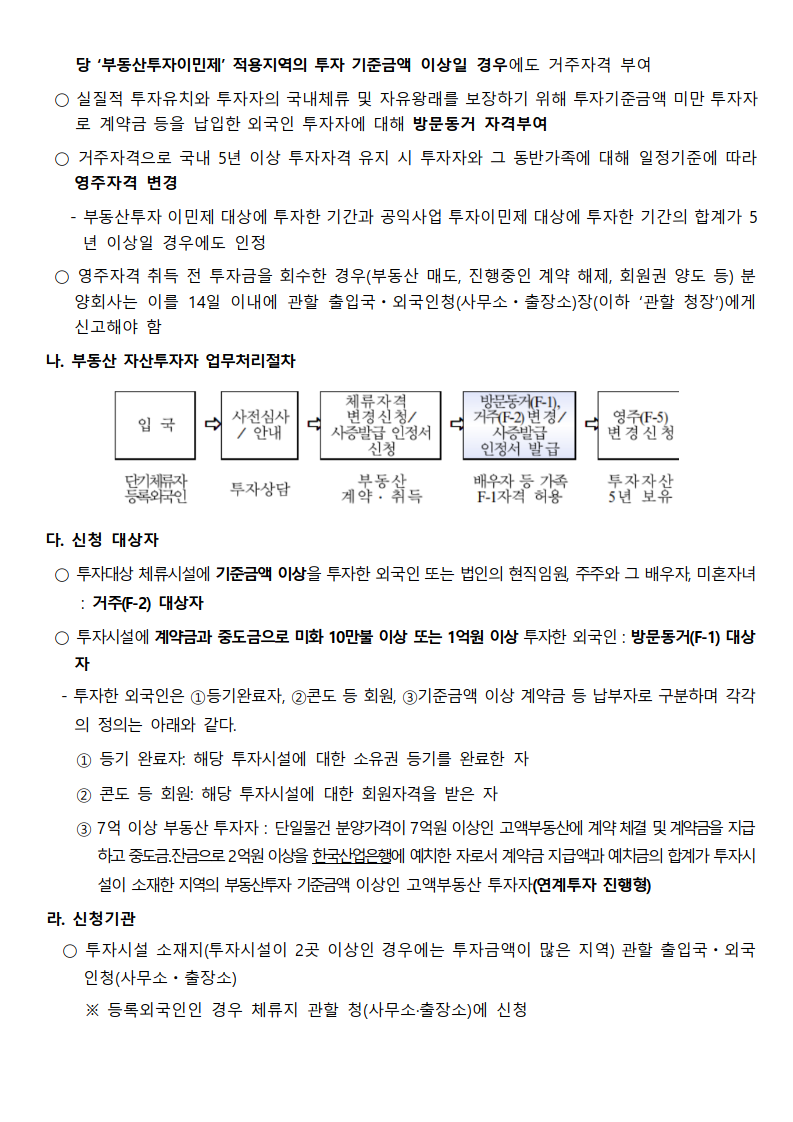 당 ‘부동산투자이민제’ 적용지역의 투자 기준금액 이상일 경우에도 거주자격 부여
○ 실질적 투자유치와 투자자의 국내체류 및 자유왕래를 보장하기 위해 투자기준금액 미만 투자자
로 계약금 등을 납입한 외국인 투자자에 대해 방문동거 자격부여
○ 거주자격으로 국내 5년 이상 투자자격 유지 시 투자자와 그 동반가족에 대해 일정기준에 따라
영주자격 변경
- 부동산투자 이민제 대상에 투자한 기간과 공익사업 투자이민제 대상에 투자한 기간의 합계가 5
년 이상일 경우에도 인정
○ 영주자격 취득 전 투자금을 회수한 경우(부동산 매도, 진행중인 계약 해제, 회원권 양도 등) 분
양회사는 이를 14일 이내에 관할 출입국・외국인청(사무소・출장소)장(이하 ‘관할 청장’)에게
신고해야 함
나. 부동산 자산투자자 업무처리절차
입 국 ⇨ 사전심사 / 안내 ⇨ 체류자격 변경신청/ 사증발급 인정서 신청 ⇨ 방문동거(F-1), 거주(F-2) 변경/ 사증발급 인정서 발급 ⇨ 영주(F-5) 변경신청
단기체류자 등록외국인 투자상담 부동산 계약・취득 배우자 등 가족 F-1자격 허용 투자자산 5년 보유
다. 신청 대상자
○ 투자대상 체류시설에 기준금액 이상을 투자한 외국인 또는 법인의 현직임원, 주주와 그 배우자, 미혼자녀
: 거주(F-2) 대상자
○ 투자시설에 계약금과 중도금으로 미화 10만불 이상 또는 1억원 이상 투자한 외국인 : 방문동거(F-1) 대상
자
- 투자한 외국인은 ①등기완료자, ②콘도 등 회원, ③기준금액 이상 계약금 등 납부자로 구분하며 각각
의 정의는 아래와 같다.
① 등기 완료자: 해당 투자시설에 대한 소유권 등기를 완료한 자
② 콘도 등 회원: 해당 투자시설에 대한 회원자격을 받은 자
③ 7억 이상 부동산 투자자 : 단일물건 분양가격이 7억원 이상인 고액부동산에 계약 체결 및 계약금을 지급
하고 중도금.잔금으로 2억원 이상을 한국산업은행에 예치한 자로서 계약금 지급액과 예치금의 합계가 투자시
설이 소재한 지역의 부동산투자 기준금액 이상인 고액부동산 투자자(연계투자 진행형)
라. 신청기관
○ 투자시설 소재지(투자시설이 2곳 이상인 경우에는 투자금액이 많은 지역) 관할 출입국・외국
인청(사무소・출장소)
※ 등록외국인인 경우 체류지 관할 청(사무소·출장소)에 신청